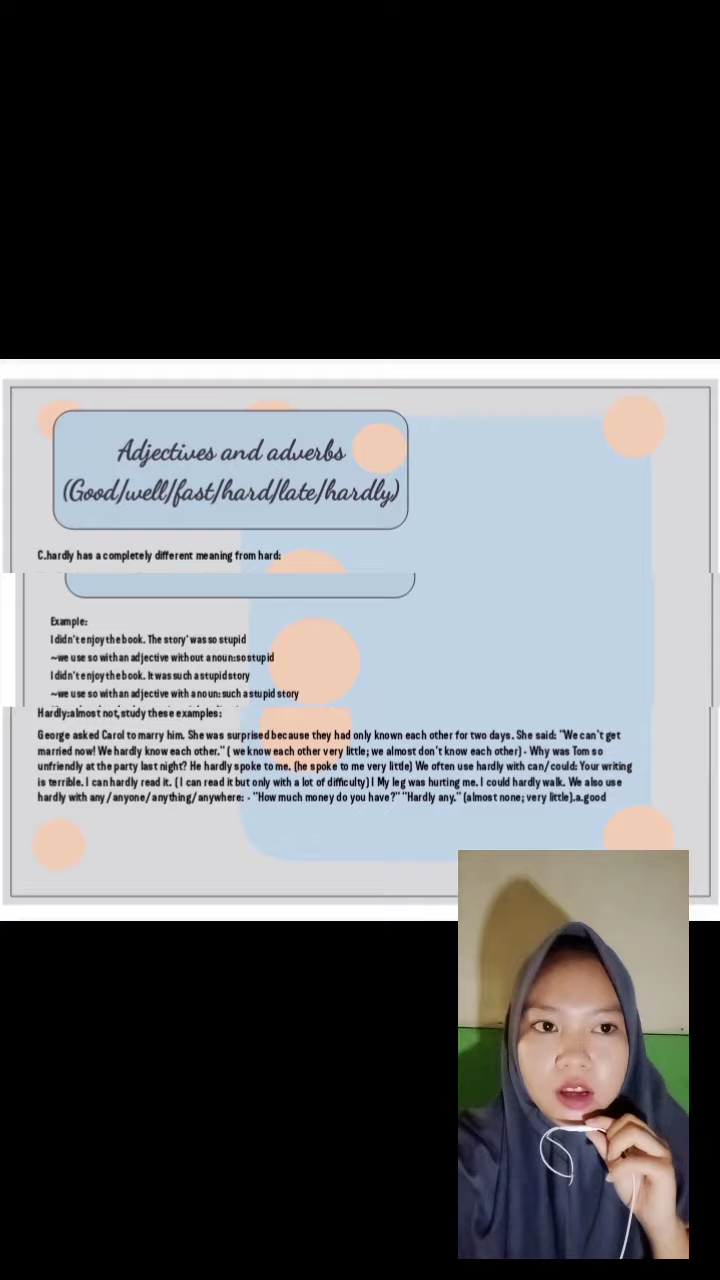 Adjectives and adverbs
(Good/well/fast/hard/late/hardly)
C.hardly has a completely different meaning from hard:
Example:
I didn't enjoy the book. The story' was so stupid
~we use so with an adjective without a noun:so stupid
I didn't enjoy the book. It was such a stupid story
~we use so with an adjective with a noun: such a stupid story
Hardly:almost not,study these examples:
George asked Carol to marry him. She was surprised because they had only known each other for two days. She said: "We can't get
married now! We hardly know each other." ( we know each other very little; we almost don't know each other) - Why was Tom so
unfriendly at the party last night? He hardly spoke to me. (he spoke to me very little) We often use hardly with can/could: Your writing
is terrible. I can hardly read it. ( I can read it but only with a lot of difficulty) I My leg was hurting me. I could hardly walk. We also use
hardly with any/anyone/anything/anywhere: - "How much money do you have?" "Hardly any." (almost none; very little).a.good